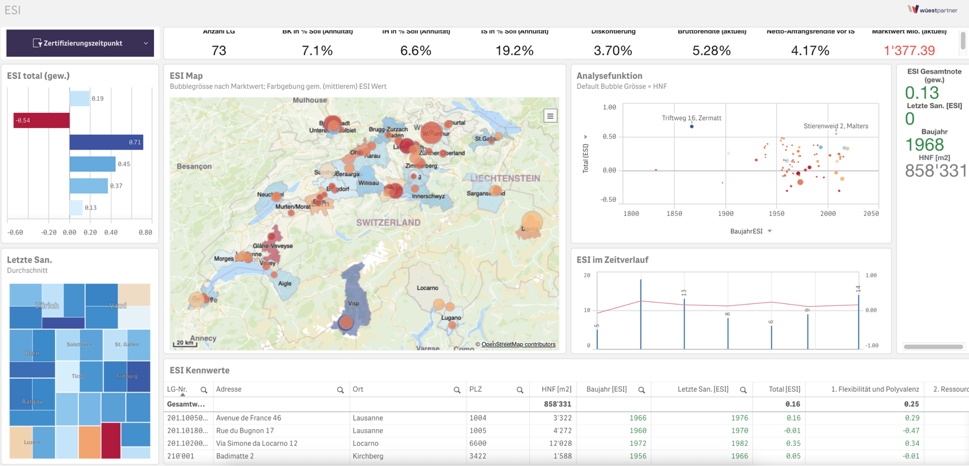 ESI
wüestpartner
Zertifizierungszeitpunkt
Anzahl LG
BK in % Soll (Annuität)
IH in % Soll (Annuität)
IS in % Soll (Annuität)
Diskontierung
Bruttorendite (aktuell)
Netto-Anfangsrendite vor IS
Marktwert Mio. (aktuell)
73
7.1%
6.6%
19.2%
3.70%
5.28%
4.17%
1'377.39
ESI total (gew.)
0.19
-0.54
0.71
0.45
0.37
0.13
-0.60
-0.20
0.00
0.20
0.40
0.80
ESI Map
Bubblegrösse nach Marktwert; Farbgebung gem. (mittlerem) ESI Wert
Mulhouse
Besançon
Brugg-Zurzach
Baden
St. Ga
LIECHTENSTEIN
Sargans
Innerschwyz
SWITZERLAND
Neuc
Murten/Morat
Glâne-Veveyse
Morges
Aigle
Visp
Locarno
Lugano
Annecy
Varese
Como
20 km
© OpenStreetMap contributors
Analysefunktion
Default Bubble Grösse = HNF
Total [ESI]
1.00
0.50
0.00
-0.50
Triftweg 16, Zermatt
Stierenweid 2, Malters
1800
1850
1900
1950
2000
2050
BaujahrESI
ESI Gesamtnote (gew.)
0.13
Letzte San. [ESI]
0
Baujahr
1968
HNF [m2]
858'331
Letzte San.
Durchschnitt
Zürich
Solothurn
St. Gallen
Luzern
ESI im Zeitverlauf
20
10
0
5
13
8
6
9
14
1.00
0.00
-1.00
ESI Kennwerte
LG-Nr.
Adresse
Ort
PLZ
HNF [m2]
Baujahr [ESI]
Letzte San. [ESI]
Total [ESI]
1. Flexibilität und Polyvalenz
2. Ressour
Gesamtw...
858'331
0.16
0.25
201.10050...
Avenue de France 46
Lausanne
1004
3'322
1966
1976
0.16
0.29
201.10180...
Rue du Bugnon 17
Lausanne
1005
4'272
1960
1970
-0.01
-0.47
201.10200...
Via Simone da Locarno 12
Locarno
6600
12'028
1972
1982
0.35
0.34
210'001
Badimatte 2
Kirchberg
3422
1'588
1956
1966
0.05
-0.01